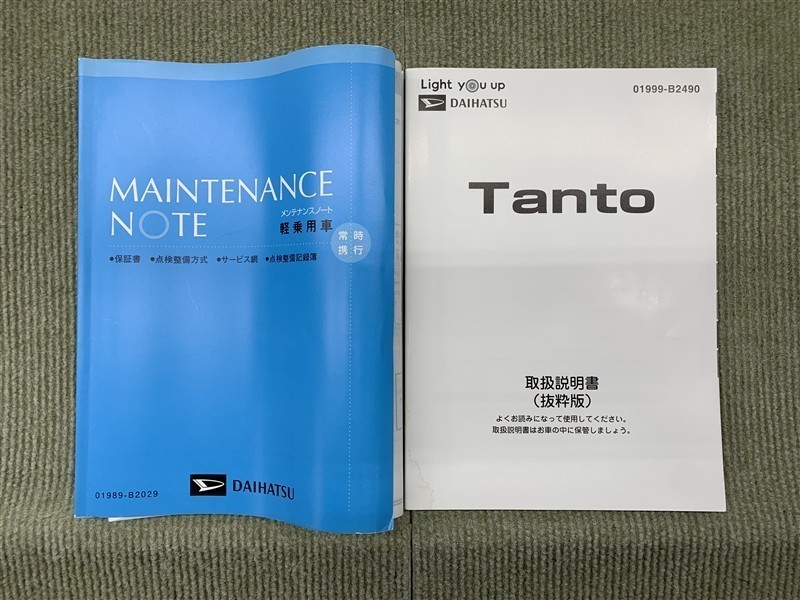 MAINTENANCE
NOTE
メンテナンスノート
軽乗用車
常時
携行
●保証書 ●点検整備方式 ●サービス網 ●点検整備記録簿
01989-B2029
DAIHATSU
Light you up
DAIHATSU
01999-B2490
Tanto
取扱説明書
（抜粋版）
よくお読みになって使用してください。
取扱説明書はお車の中に保管しましょう。